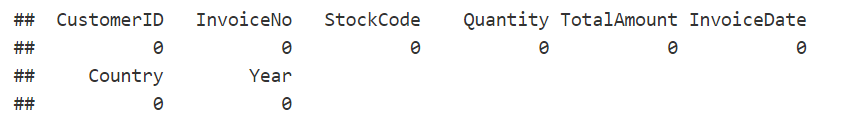 ##  CustomerID   InvoiceNo   StockCode    Quantity TotalAmount InvoiceDate
##           0           0           0           0           0           0
##     Country        Year
##           0           0